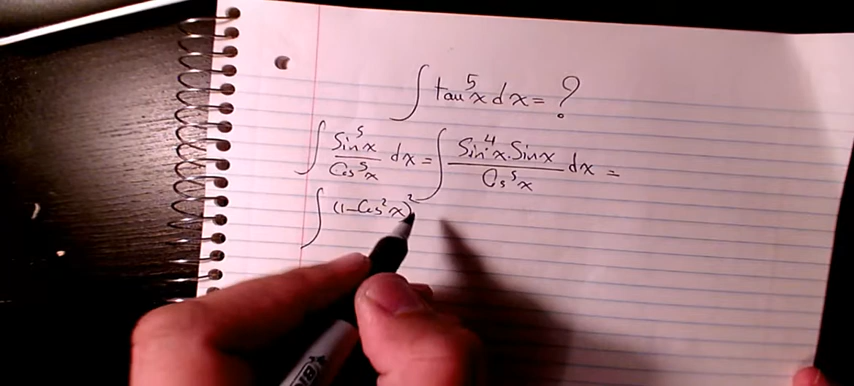 ∫ tan⁵x dx = ?
∫ Sin⁵x / Cos⁵x dx = ∫ Sin⁴x · Sinx / Cos⁵x dx =
∫ (1-Cos²x)²